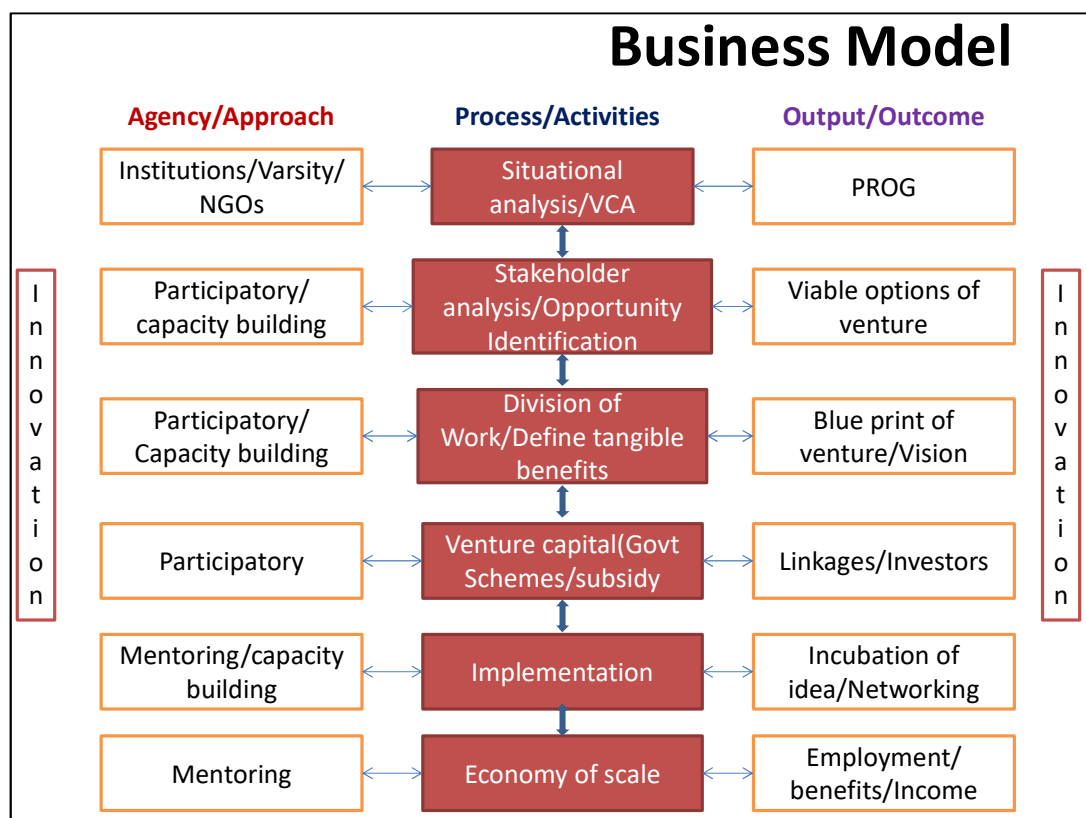 Business Model
Agency/Approach
Process/Activities
Output/Outcome
Institutions/Varsity/
NGOs
Situational
analysis/VCA
PROG
Participatory/
capacity building
Stakeholder
analysis/Opportunity
Identification
Viable options of
venture
Participatory/
Capacity building
Division of
Work/Define tangible
benefits
Blue print of
venture/Vision
Participatory
Venture capital(Govt
Schemes/subsidy
Linkages/Investors
Mentoring/capacity
building
Implementation
Incubation of
idea/Networking
Mentoring
Economy of scale
Employment/
benefits/Income
Innovation
Innovation